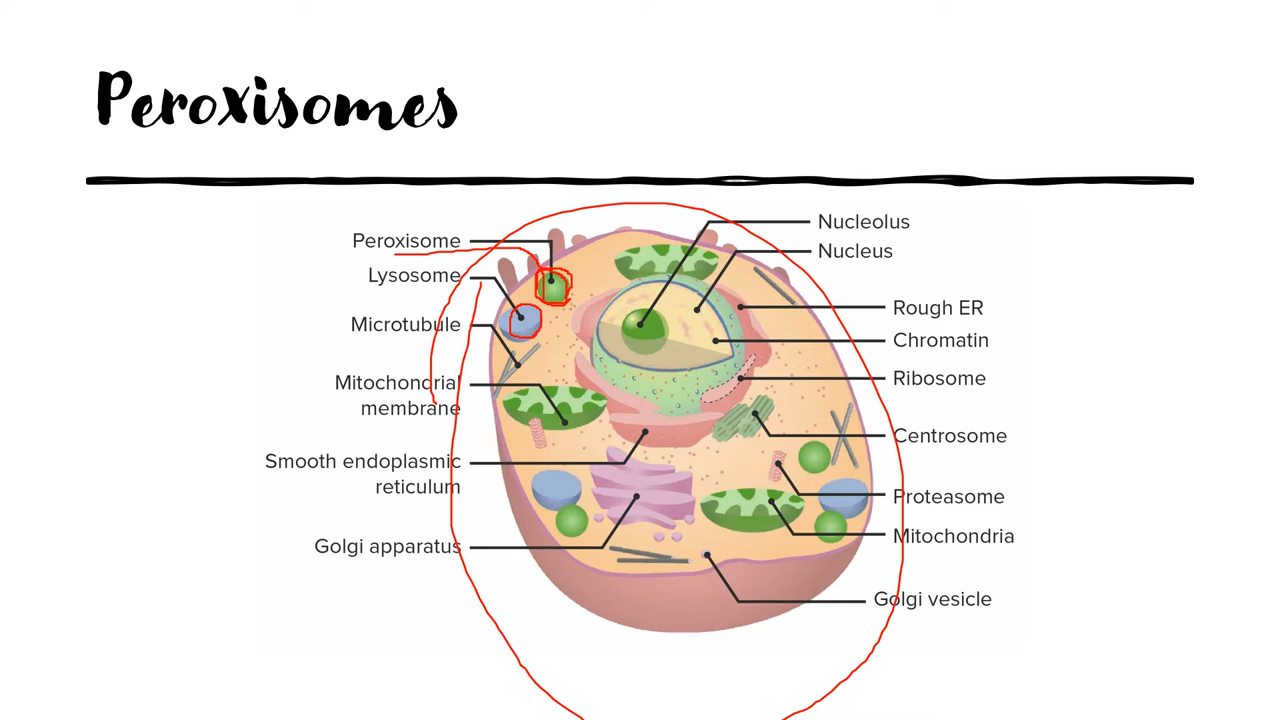 Peroxisomes
Peroxisome
Lysosome
Microtubule
Mitochondrial
membrane
Smooth endoplasmic
reticulum
Golgi apparatus
Nucleolus
Nucleus
Rough ER
Chromatin
Ribosome
Centrosome
Proteasome
Mitochondria
Golgi vesicle